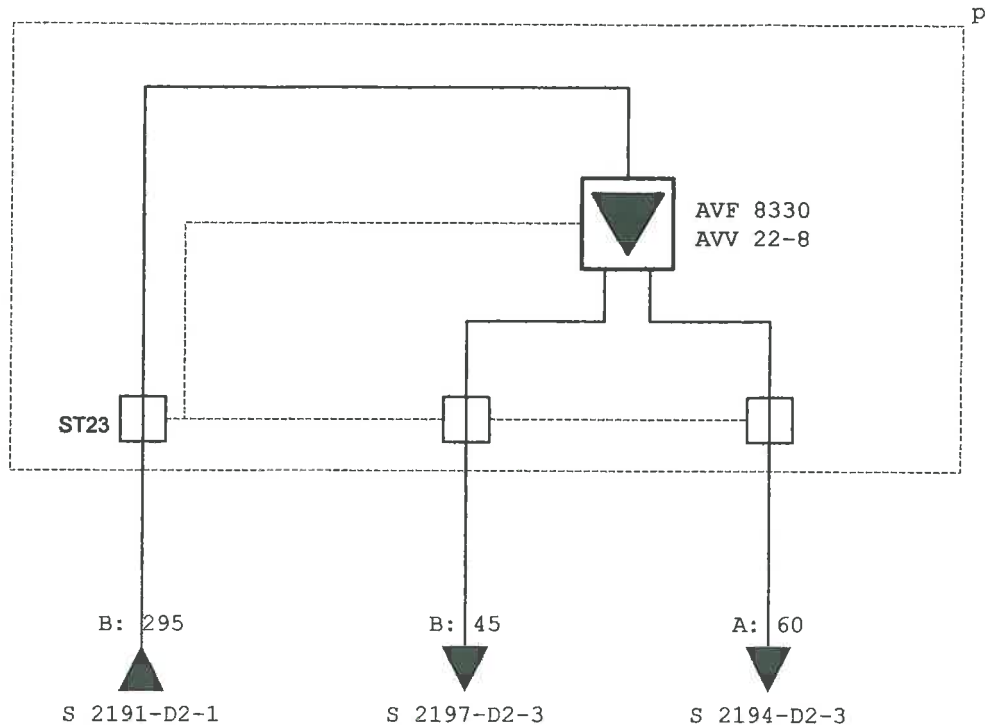 p
AVF 8330
AVV 22-8
ST23
B: 295
B: 45
A: 60
S 2191-D2-1
S 2197-D2-3
S 2194-D2-3